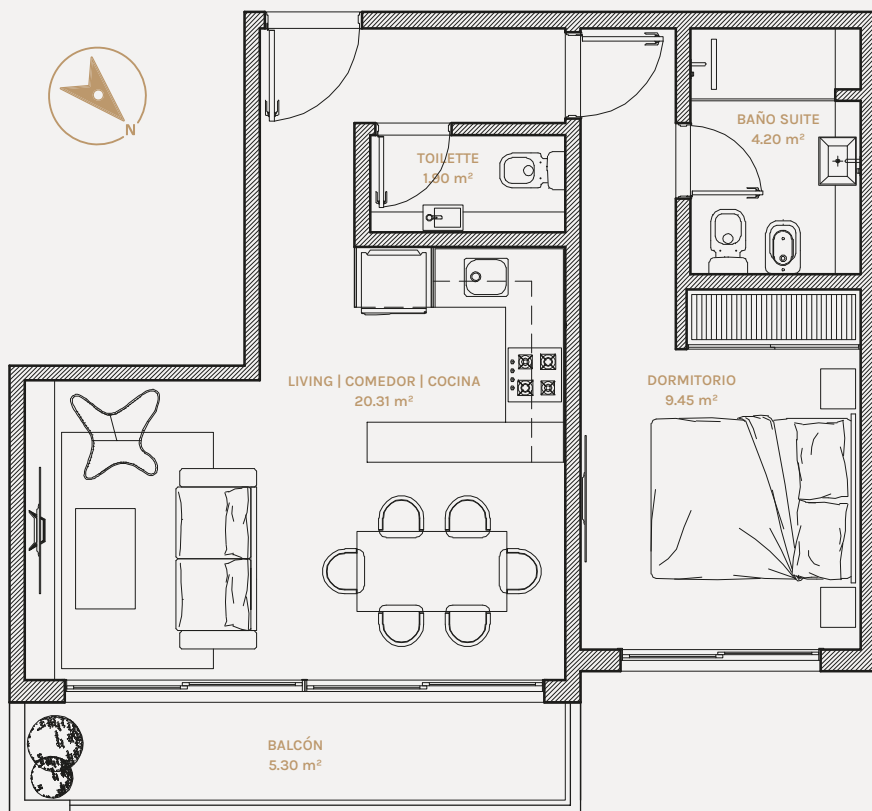 N
BAÑO SUITE
4.20 m²
TOILETTE
1.90 m²
LIVING | COMEDOR | COCINA
20.31 m²
DORMITORIO
9.45 m²
BALCÓN
5.30 m²